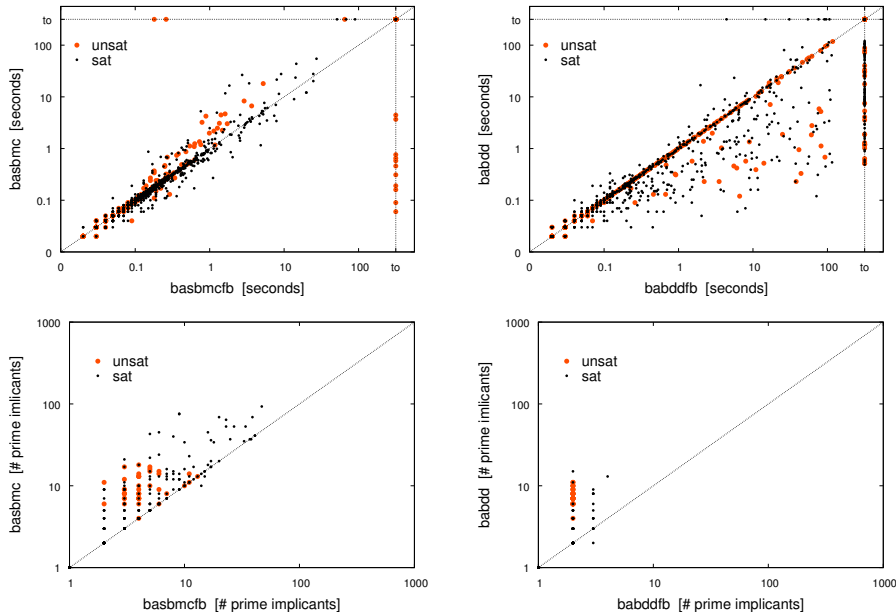 to
100
10
1
0.1
0
basbmc [seconds]
unsat
sat
0 0.1 1 10 100 to
basbmcfb [seconds]
to
100
10
1
0.1
0
babdd [seconds]
unsat
sat
0 0.1 1 10 100 to
babddfb [seconds]
1000
100
10
1
basbmc [# prime imlicants]
unsat
sat
1 10 100 1000
basbmcfb [# prime implicants]
1000
100
10
1
babdd [# prime implicants]
unsat
sat
1 10 100 1000
babddfb [# prime implicants]